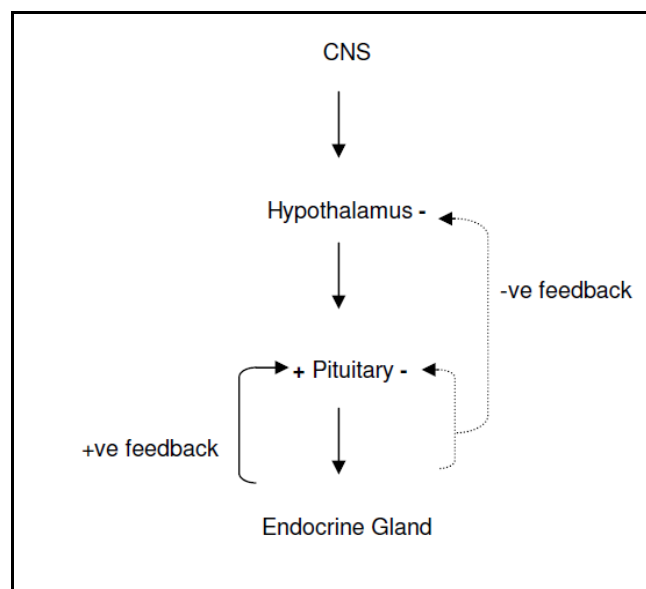 CNS
Hypothalamus -
-ve feedback
+ Pituitary -
+ve feedback
Endocrine Gland